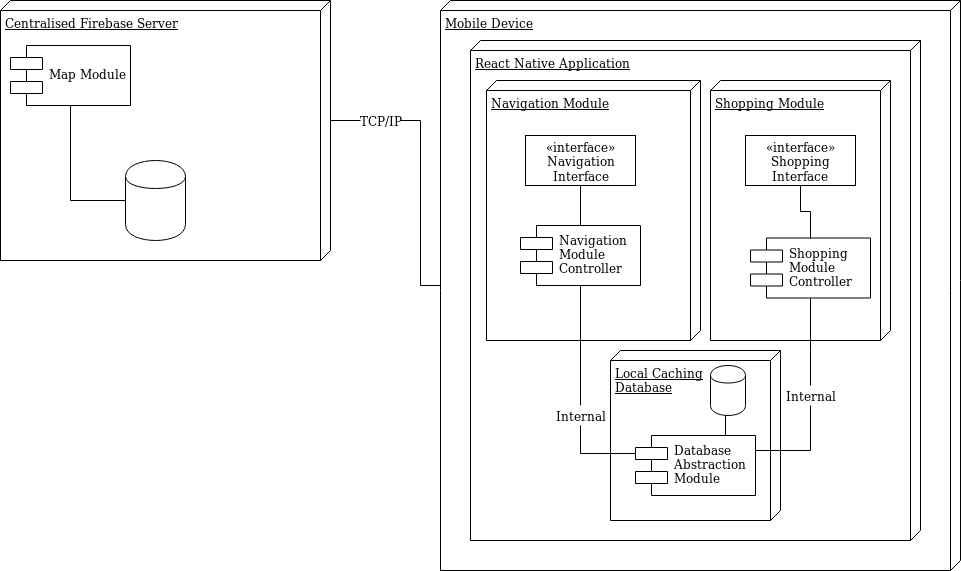 Centralised Firebase Server
Map Module
TCP/IP
Mobile Device
React Native Application
Navigation Module
«interface»
Navigation
Interface
Navigation
Module
Controller
Shopping Module
«interface»
Shopping
Interface
Shopping
Module
Controller
Internal
Internal
Local Caching
Database
Database
Abstraction
Module